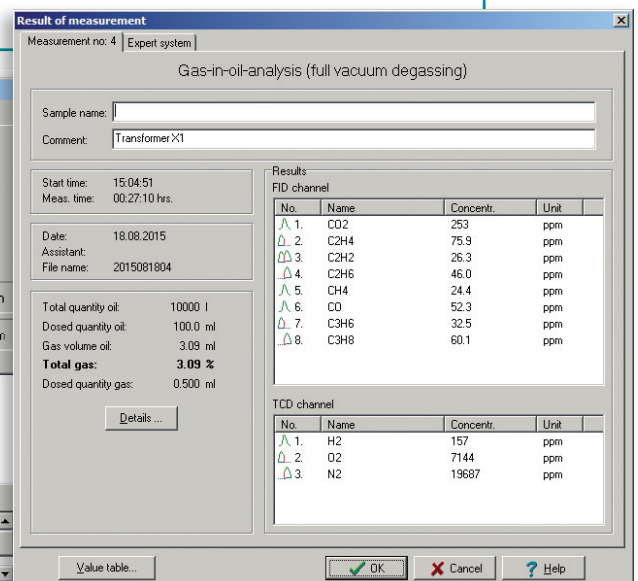 Result of measurement
Measurement no: 4 Expert system
Gas-in-oil-analysis (full vacuum degassing)
Sample name:
Comment: Transformer X1
Start time: 15:04:51
Meas. time: 00:27:10 hrs.
Date: 18.08.2015
Assistant:
File name: 2015081804
Total quantity oil: 10000 l
Dosed quantity oil: 100.0 ml
Gas volume oil: 3.09 ml
Total gas: 3.09 %
Dosed quantity gas: 0.500 ml
Details ...
Results
FID channel
No. Name Concentr. Unit
1. CO2 253 ppm
2. C2H4 75.9 ppm
3. C2H2 26.3 ppm
4. C2H6 46.0 ppm
5. CH4 24.4 ppm
6. CO 52.3 ppm
7. C3H6 32.5 ppm
8. C3H8 60.1 ppm
TCD channel
No. Name Concentr. Unit
1. H2 157 ppm
2. O2 7144 ppm
3. N2 19687 ppm
Value table... OK Cancel Help